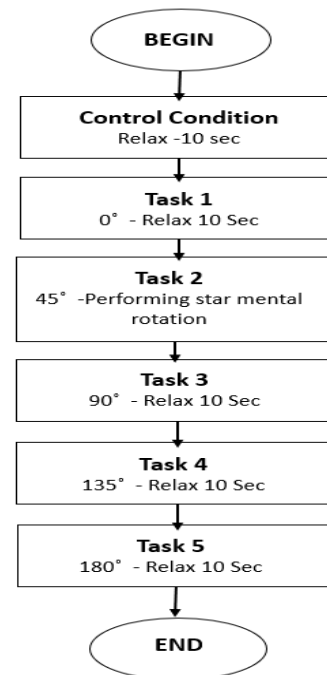 BEGIN
Control Condition
Relax -10 sec
Task 1
0° - Relax 10 Sec
Task 2
45° -Performing star mental
rotation
Task 3
90° - Relax 10 Sec
Task 4
135° - Relax 10 Sec
Task 5
180° - Relax 10 Sec
END